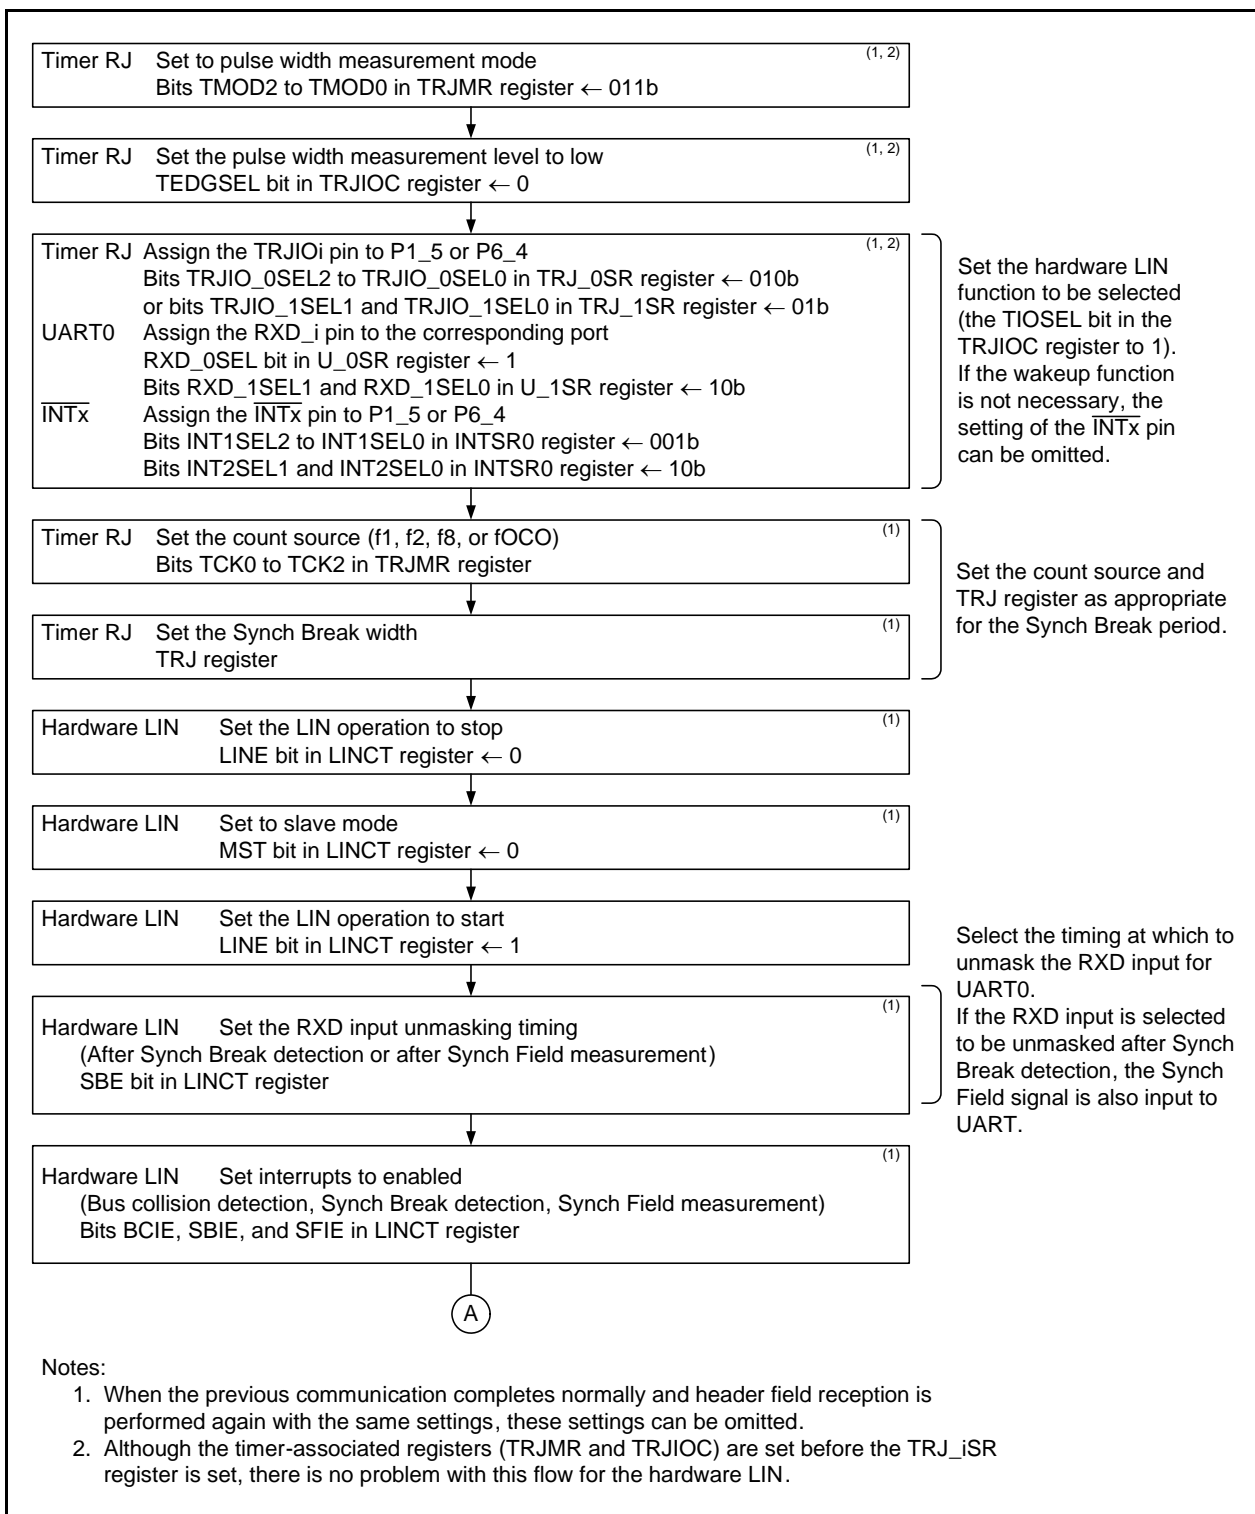 Timer RJ Set to pulse width measurement mode (1, 2)
Bits TMOD2 to TMOD0 in TRJMR register ← 011b
Timer RJ Set the pulse width measurement level to low (1, 2)
TEDGSEL bit in TRJIOC register ← 0
Timer RJ Assign the TRJIOi pin to P1_5 or P6_4 (1, 2)
Bits TRJIO_0SEL2 to TRJIO_0SEL0 in TRJ_0SR register ← 010b
or bits TRJIO_1SEL1 and TRJIO_1SEL0 in TRJ_1SR register ← 01b
UART0 Assign the RXD_i pin to the corresponding port
RXD_0SEL bit in U_0SR register ← 1
Bits RXD_1SEL1 and RXD_1SEL0 in U_1SR register ← 10b
INTx Assign the INTx pin to P1_5 or P6_4
Bits INT1SEL2 to INT1SEL0 in INTSR0 register ← 001b
Bits INT2SEL1 and INT2SEL0 in INTSR0 register ← 10b
Set the hardware LIN
function to be selected
(the TIOSEL bit in the
TRJIOC register to 1).
If the wakeup function
is not necessary, the
setting of the INTx pin
can be omitted.
Timer RJ Set the count source (f1, f2, f8, or fOCO) (1)
Bits TCK0 to TCK2 in TRJMR register
Timer RJ Set the Synch Break width (1)
TRJ register
Set the count source and
TRJ register as appropriate
for the Synch Break period.
Hardware LIN Set the LIN operation to stop (1)
LINE bit in LINCT register ← 0
Hardware LIN Set to slave mode (1)
MST bit in LINCT register ← 0
Hardware LIN Set the LIN operation to start (1)
LINE bit in LINCT register ← 1
Hardware LIN Set the RXD input unmasking timing (1)
(After Synch Break detection or after Synch Field measurement)
SBE bit in LINCT register
Select the timing at which to
unmask the RXD input for
UART0.
If the RXD input is selected
to be unmasked after Synch
Break detection, the Synch
Field signal is also input to
UART.
Hardware LIN Set interrupts to enabled (1)
(Bus collision detection, Synch Break detection, Synch Field measurement)
Bits BCIE, SBIE, and SFIE in LINCT register
A
Notes:
1. When the previous communication completes normally and header field reception is
performed again with the same settings, these settings can be omitted.
2. Although the timer-associated registers (TRJMR and TRJIOC) are set before the TRJ_iSR
register is set, there is no problem with this flow for the hardware LIN.